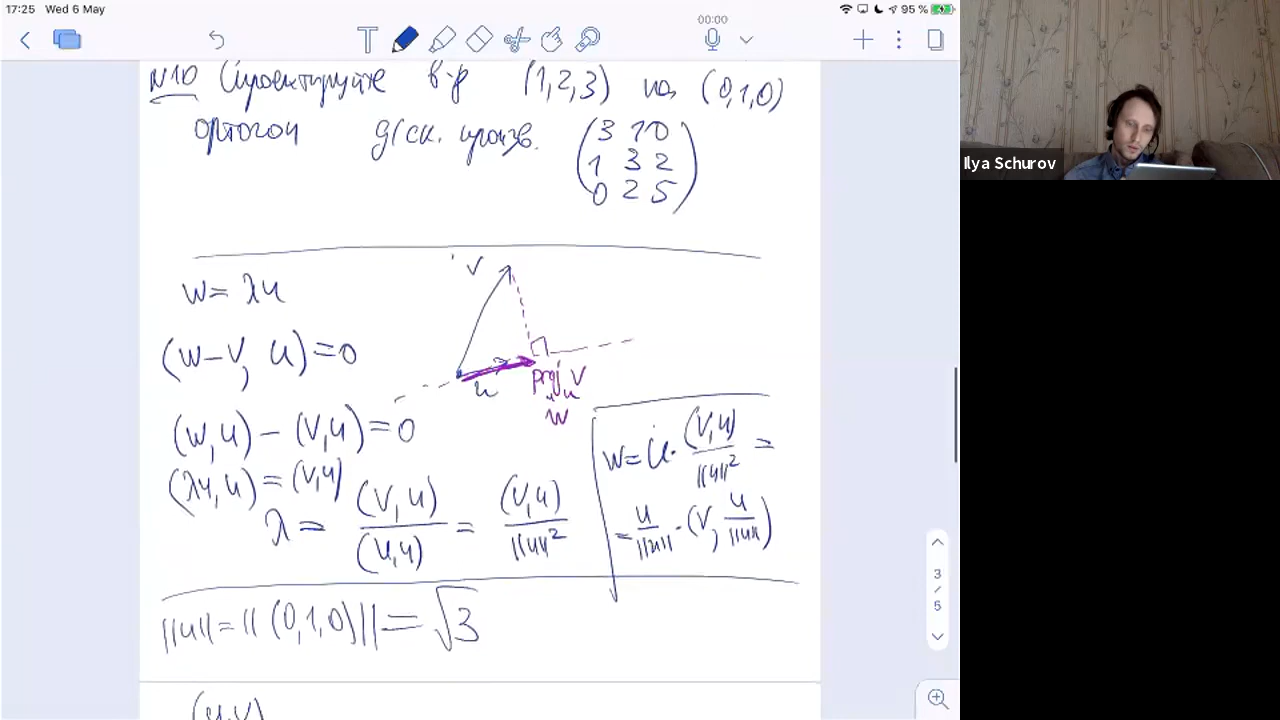 17:25 Wed 6 May
95 %
00:00
N10 Спроектируйте в-р (1,2,3) на (0,1,0)
ортогон д/ск. произв. (3 1 0
1 3 2
0 2 5)
w = λu
v
(w-v, u) = 0
u
proj_u v
w
(w,u) - (v,u) = 0
(λu, u) = (v,u)
λ = (v,u)/(u,u) = (v,u)/||u||²
w = u · (v,u)/||u||² =
= u/||u|| · (v, u/||u||)
||u|| = ||(0,1,0)|| = √3
(u,v)
3
/
5
Ilya Schurov